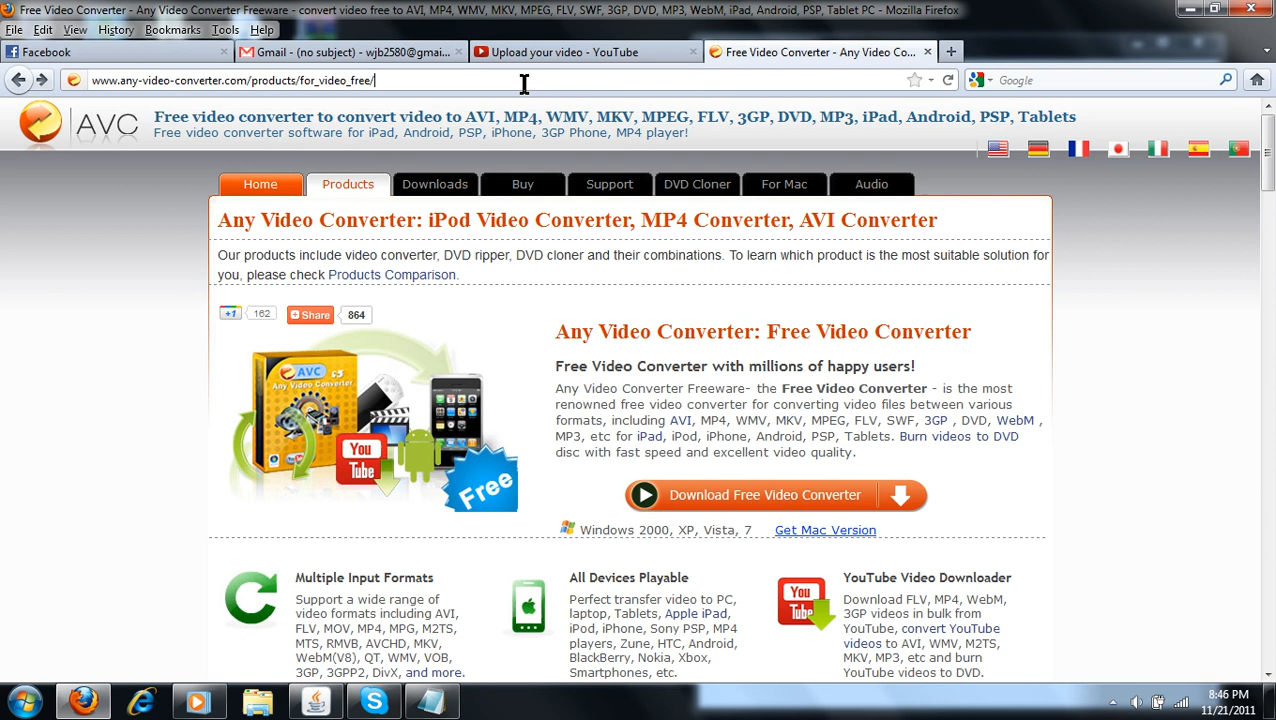 Free Video Converter - Any Video Converter Freeware - convert video free to AVI, MP4, WMV, MKV, MPEG, FLV, SWF, 3GP, DVD, MP3, WebM, iPad, Android, PSP, Tablet PC - Mozilla Firefox
File Edit View History Bookmarks Tools Help
Facebook
Gmail - (no subject) - wjb2580@gmai...
Upload your video - YouTube
Free Video Converter - Any Video Co...
www.any-video-converter.com/products/for_video_free/
Google
AVC
Free video converter to convert video to AVI, MP4, WMV, MKV, MPEG, FLV, 3GP, DVD, MP3, iPad, Android, PSP, Tablets
Free video converter software for iPad, Android, PSP, iPhone, 3GP Phone, MP4 player!
Home Products Downloads Buy Support DVD Cloner For Mac Audio
Any Video Converter: iPod Video Converter, MP4 Converter, AVI Converter
Our products include video converter, DVD ripper, DVD cloner and their combinations. To learn which product is the most suitable solution for
you, please check Products Comparison.
+1 162 Share 864
AVC
Any Video Converter
You
Tube
Free
Any Video Converter: Free Video Converter
Free Video Converter with millions of happy users!
Any Video Converter Freeware- the Free Video Converter - is the most
renowned free video converter for converting video files between various
formats, including AVI, MP4, WMV, MKV, MPEG, FLV, SWF, 3GP , DVD, WebM ,
MP3, etc for iPad, iPod, iPhone, Android, PSP, Tablets. Burn videos to DVD
disc with fast speed and excellent video quality.
Download Free Video Converter
Windows 2000, XP, Vista, 7 Get Mac Version
Multiple Input Formats
Support a wide range of
video formats including AVI,
FLV, MOV, MP4, MPG, M2TS,
MTS, RMVB, AVCHD, MKV,
WebM(V8), QT, WMV, VOB,
3GP, 3GPP2, DivX, and more.
All Devices Playable
Perfect transfer video to PC,
laptop, Tablets, Apple iPad,
iPod, iPhone, Sony PSP, MP4
players, Zune, HTC, Android,
BlackBerry, Nokia, Xbox,
Smartphones, etc.
You
Tube
YouTube Video Downloader
Download FLV, MP4, WebM,
3GP videos in bulk from
YouTube, convert YouTube
videos to AVI, WMV, M2TS,
MKV, MP3, etc and burn
YouTube videos to DVD.
8:46 PM
11/21/2011